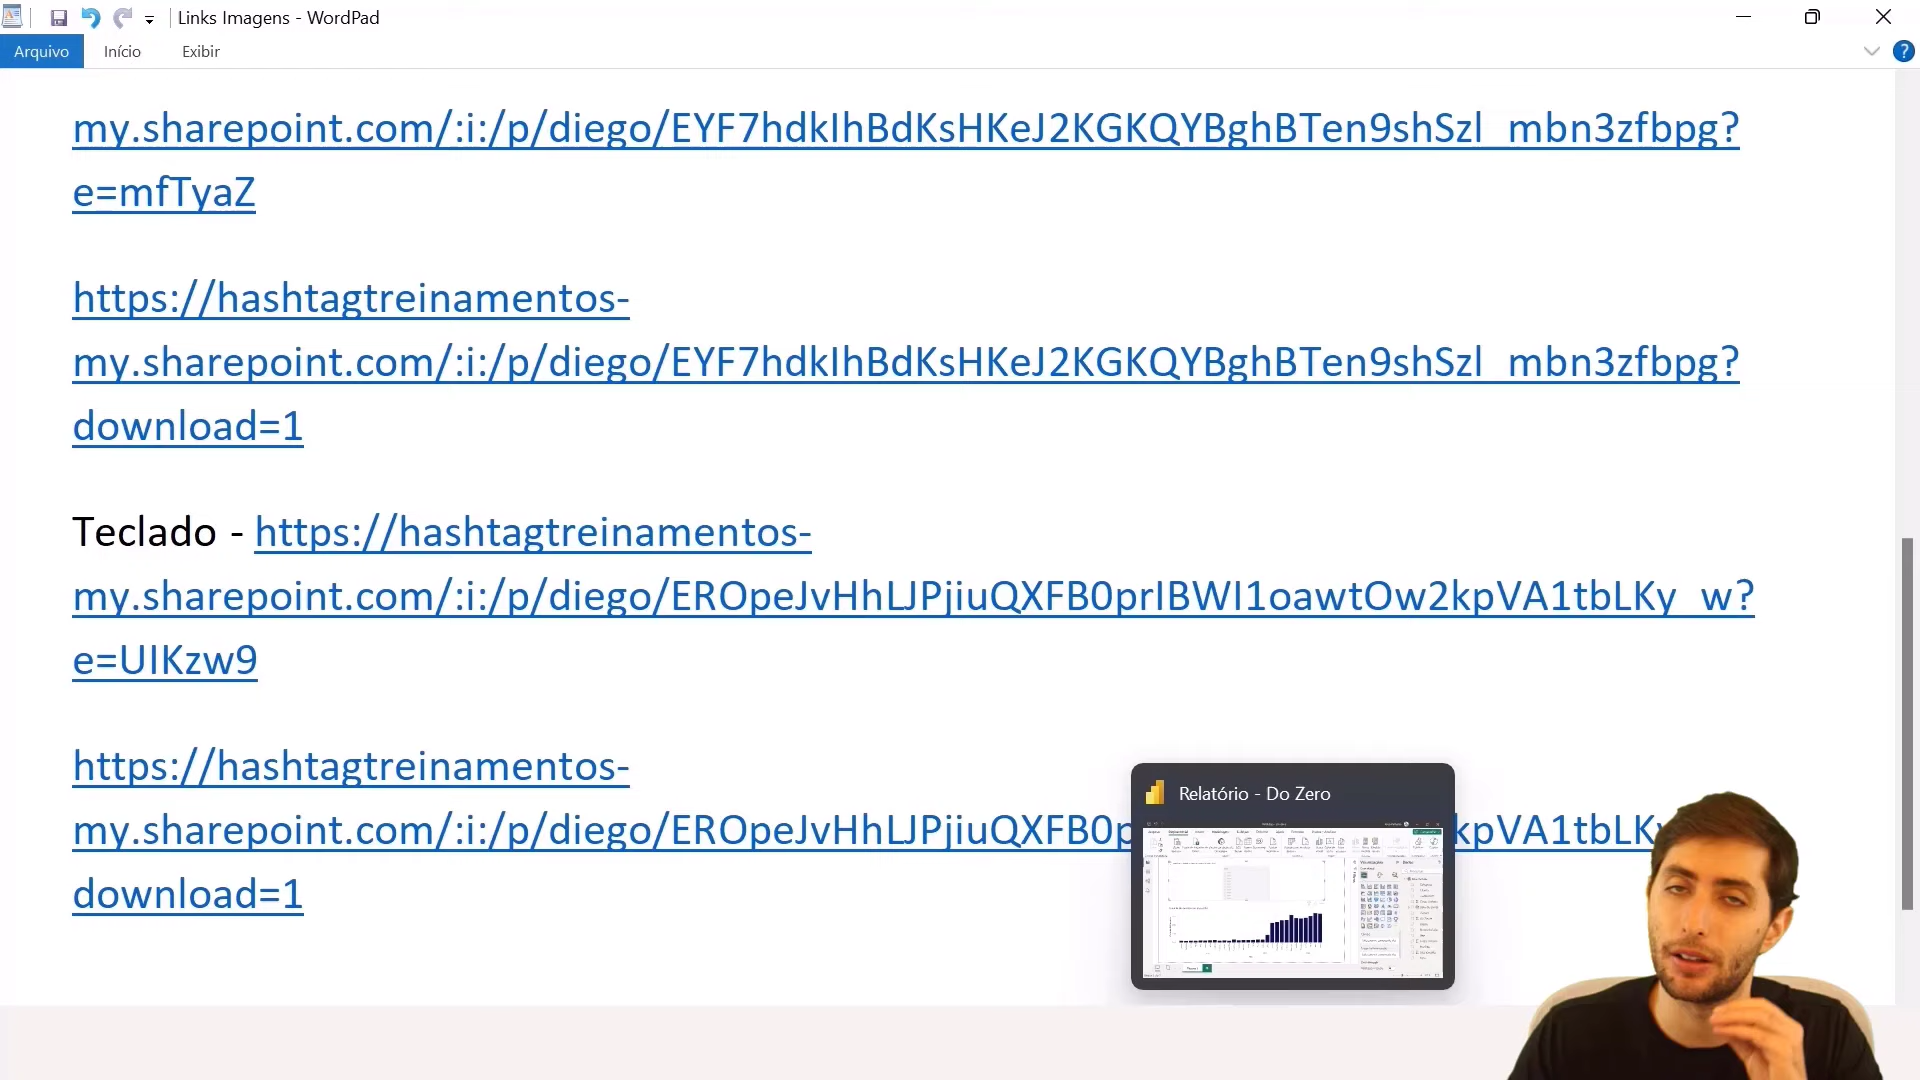 Links Imagens - WordPad
Arquivo Início Exibir
my.sharepoint.com/:i:/p/diego/EYF7hdkIhBdKsHKeJ2KGKQYBghBTen9shSzl_mbn3zfbpg?
e=mfTyaZ
https://hashtagtreinamentos-
my.sharepoint.com/:i:/p/diego/EYF7hdkIhBdKsHKeJ2KGKQYBghBTen9shSzl_mbn3zfbpg?
download=1
Teclado - https://hashtagtreinamentos-
my.sharepoint.com/:i:/p/diego/EROpeJvHhLJPjiuQXFB0prIBWI1oawtOw2kpVA1tbLKy_w?
e=UIKzw9
https://hashtagtreinamentos-
my.sharepoint.com/:i:/p/diego/EROpeJvHhLJPjiuQXFB0p kpVA1tbLKy
download=1
Relatório - Do Zero